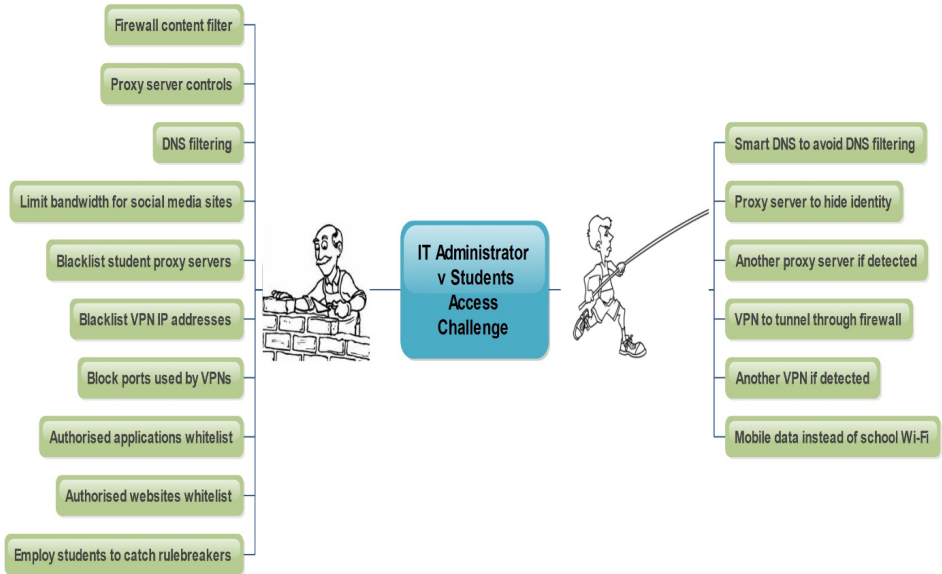 Firewall content filter
Proxy server controls
DNS filtering
Limit bandwidth for social media sites
Blacklist student proxy servers
Blacklist VPN IP addresses
Block ports used by VPNs
Authorised applications whitelist
Authorised websites whitelist
Employ students to catch rulebreakers
IT Administrator
v Students
Access
Challenge
Smart DNS to avoid DNS filtering
Proxy server to hide identity
Another proxy server if detected
VPN to tunnel through firewall
Another VPN if detected
Mobile data instead of school Wi-Fi